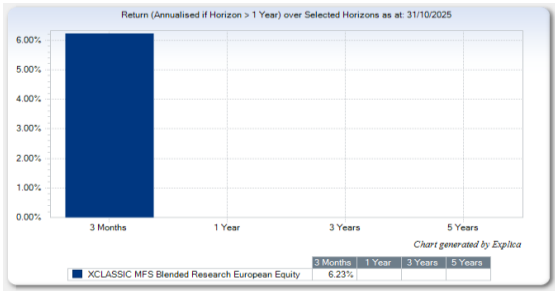 Return (Annualised if Horizon > 1 Year) over Selected Horizons as at: 31/10/2025
6.00%
5.00%
4.00%
3.00%
2.00%
1.00%
0.00%
3 Months 1 Year 3 Years 5 Years
Chart generated by Explica
3 Months 1 Year 3 Years 5 Years
XCLASSIC MFS Blended Research European Equity 6.23%